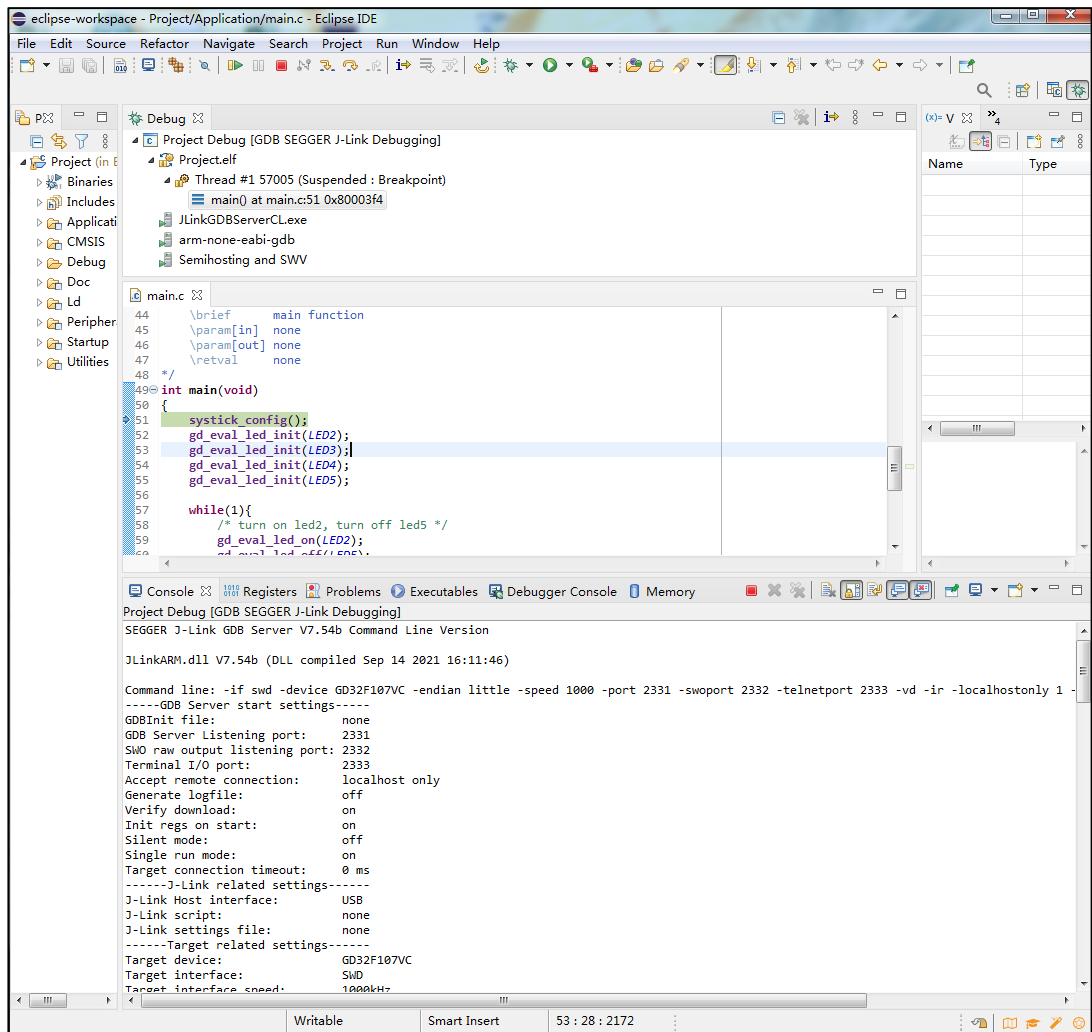 eclipse-workspace - Project/Application/main.c - Eclipse IDE
File Edit Source Refactor Navigate Search Project Run Window Help
Project (in E
Binaries
Includes
Applicati
CMSIS
Debug
Doc
Ld
Peripher
Startup
Utilities
Debug
Project Debug [GDB SEGGER J-Link Debugging]
Project.elf
Thread #1 57005 (Suspended : Breakpoint)
main() at main.c:51 0x80003f4
JLinkGDBServerCL.exe
arm-none-eabi-gdb
Semihosting and SWV
(x)= V
4
Name Type
main.c
44 \brief main function
45 \param[in] none
46 \param[out] none
47 \retval none
48 */
49 int main(void)
50 {
51 systick_config();
52 gd_eval_led_init(LED2);
53 gd_eval_led_init(LED3);
54 gd_eval_led_init(LED4);
55 gd_eval_led_init(LED5);
56
57 while(1){
58 /* turn on led2, turn off led5 */
59 gd_eval_led_on(LED2);
60 gd_eval_led_off(LED5);
Console Registers Problems Executables Debugger Console Memory
Project Debug [GDB SEGGER J-Link Debugging]
SEGGER J-Link GDB Server V7.54b Command Line Version
JLinkARM.dll V7.54b (DLL compiled Sep 14 2021 16:11:46)
Command line: -if swd -device GD32F107VC -endian little -speed 1000 -port 2331 -swoport 2332 -telnetport 2333 -vd -ir -localhostonly 1 -
-----GDB Server start settings-----
GDBInit file: none
GDB Server Listening port: 2331
SWO raw output listening port: 2332
Terminal I/O port: 2333
Accept remote connection: localhost only
Generate logfile: off
Verify download: on
Init regs on start: on
Silent mode: off
Single run mode: on
Target connection timeout: 0 ms
------J-Link related settings------
J-Link Host interface: USB
J-Link script: none
J-Link settings file: none
------Target related settings------
Target device: GD32F107VC
Target interface: SWD
Target interface speed: 1000kHz
Writable Smart Insert 53 : 28 : 2172